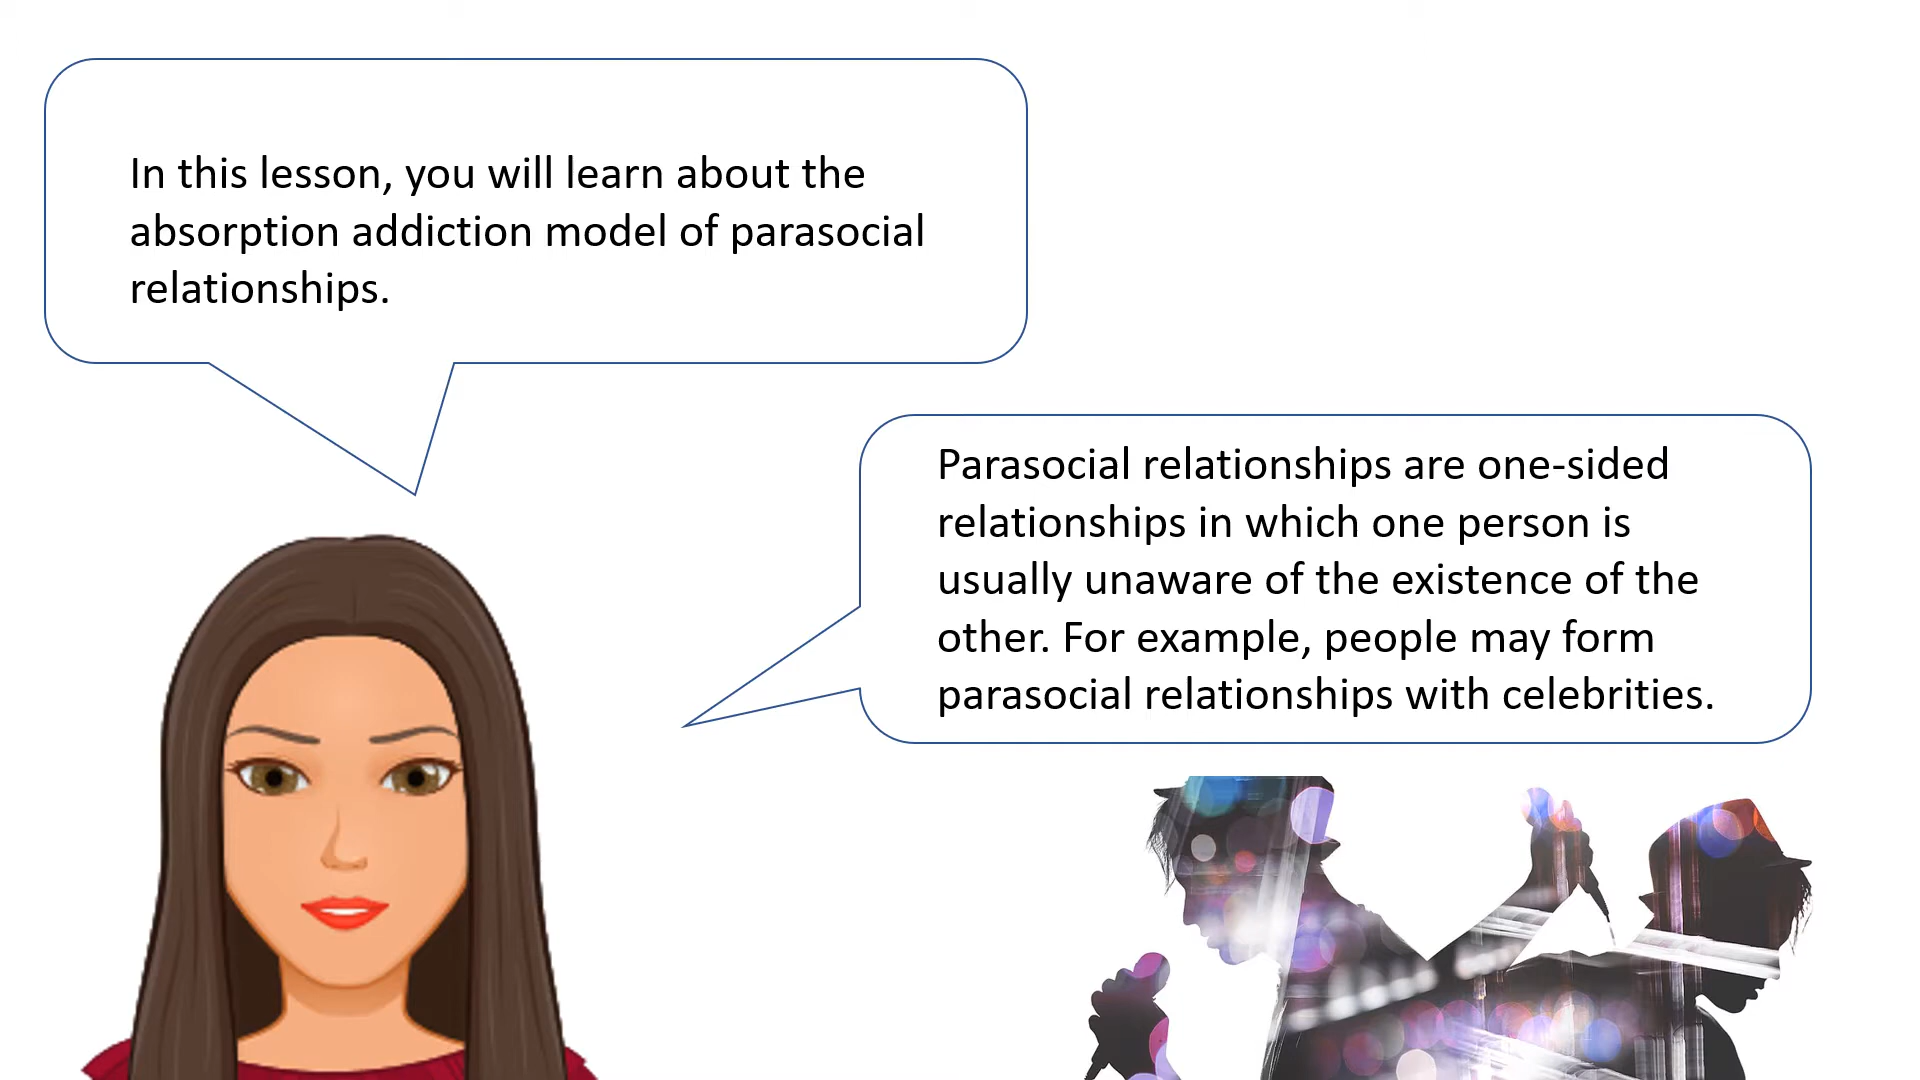 In this lesson, you will learn about the
absorption addiction model of parasocial
relationships.
Parasocial relationships are one-sided
relationships in which one person is
usually unaware of the existence of the
other. For example, people may form
parasocial relationships with celebrities.